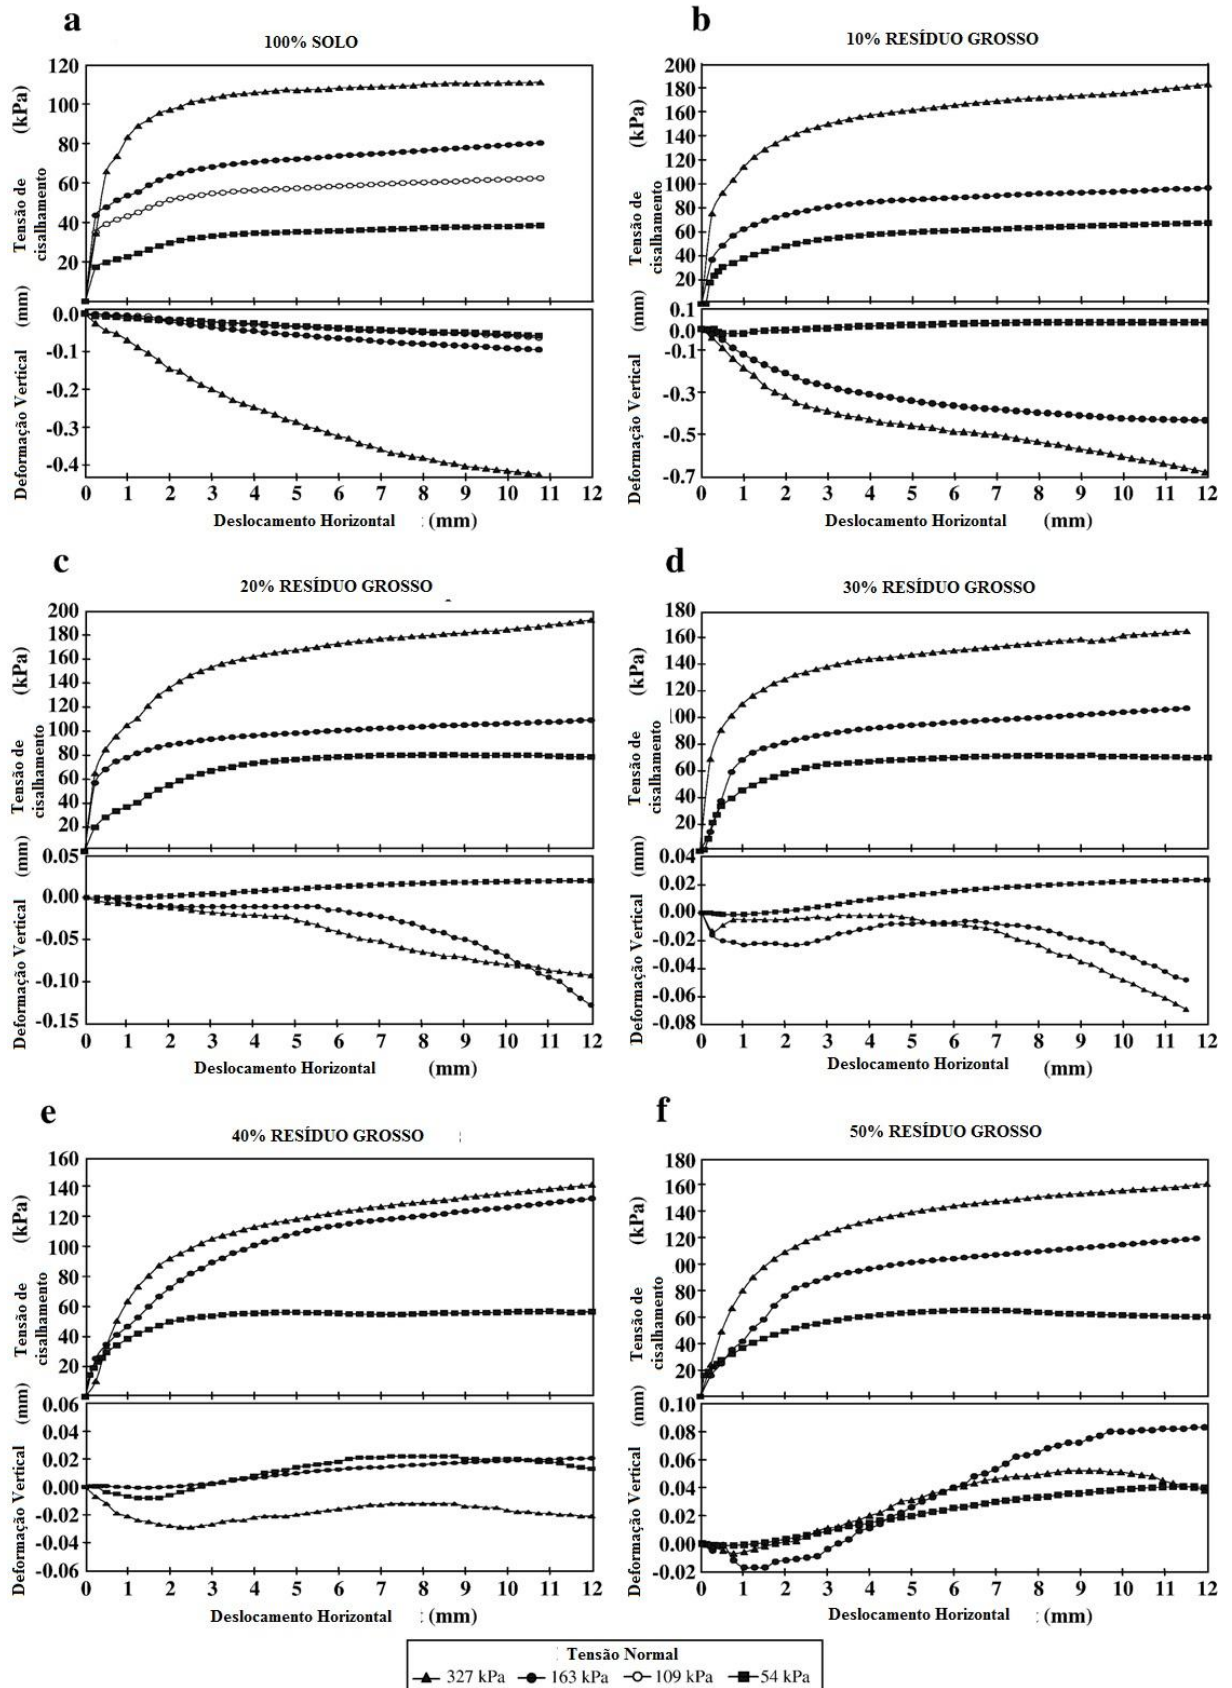 a
100% SOLO
120
100
80
60
40
20
Tensão de cisalhamento (kPa)
0.0
-0.1
-0.2
-0.3
-0.4
Deformação Vertical (mm)
0 1 2 3 4 5 6 7 8 9 10 11 12
Deslocamento Horizontal (mm)
b
10% RESÍDUO GROSSO
200
180
160
140
120
100
80
60
40
20
Tensão de cisalhamento (kPa)
0.1
0.0
-0.1
-0.3
-0.5
-0.7
Deformação Vertical (mm)
0 1 2 3 4 5 6 7 8 9 10 11 12
Deslocamento Horizontal (mm)
c
20% RESÍDUO GROSSO
200
180
160
140
120
100
80
60
40
20
Tensão de cisalhamento (kPa)
0.05
0.00
-0.05
-0.10
-0.15
Deformação Vertical (mm)
0 1 2 3 4 5 6 7 8 9 10 11 12
Deslocamento Horizontal (mm)
d
30% RESÍDUO GROSSO
180
160
140
120
100
80
60
40
20
Tensão de cisalhamento (kPa)
0.04
0.02
0.00
-0.02
-0.04
-0.06
-0.08
Deformação Vertical (mm)
0 1 2 3 4 5 6 7 8 9 10 11 12
Deslocamento Horizontal (mm)
e
40% RESÍDUO GROSSO
160
140
120
100
80
60
40
20
Tensão de cisalhamento (kPa)
0.06
0.04
0.02
0.00
-0.02
-0.04
-0.06
Deformação Vertical (mm)
0 1 2 3 4 5 6 7 8 9 10 11 12
Deslocamento Horizontal : (mm)
f
50% RESÍDUO GROSSO
180
160
140
120
00
80
60
40
20
Tensão de cisalhamento (kPa)
0.10
0.08
0.06
0.04
0.02
0.00
-0.02
Deformação Vertical (mm)
0 1 2 3 4 5 6 7 8 9 10 11 12
Deslocamento Horizontal : (mm)
Tensão Normal
327 kPa 163 kPa 109 kPa 54 kPa